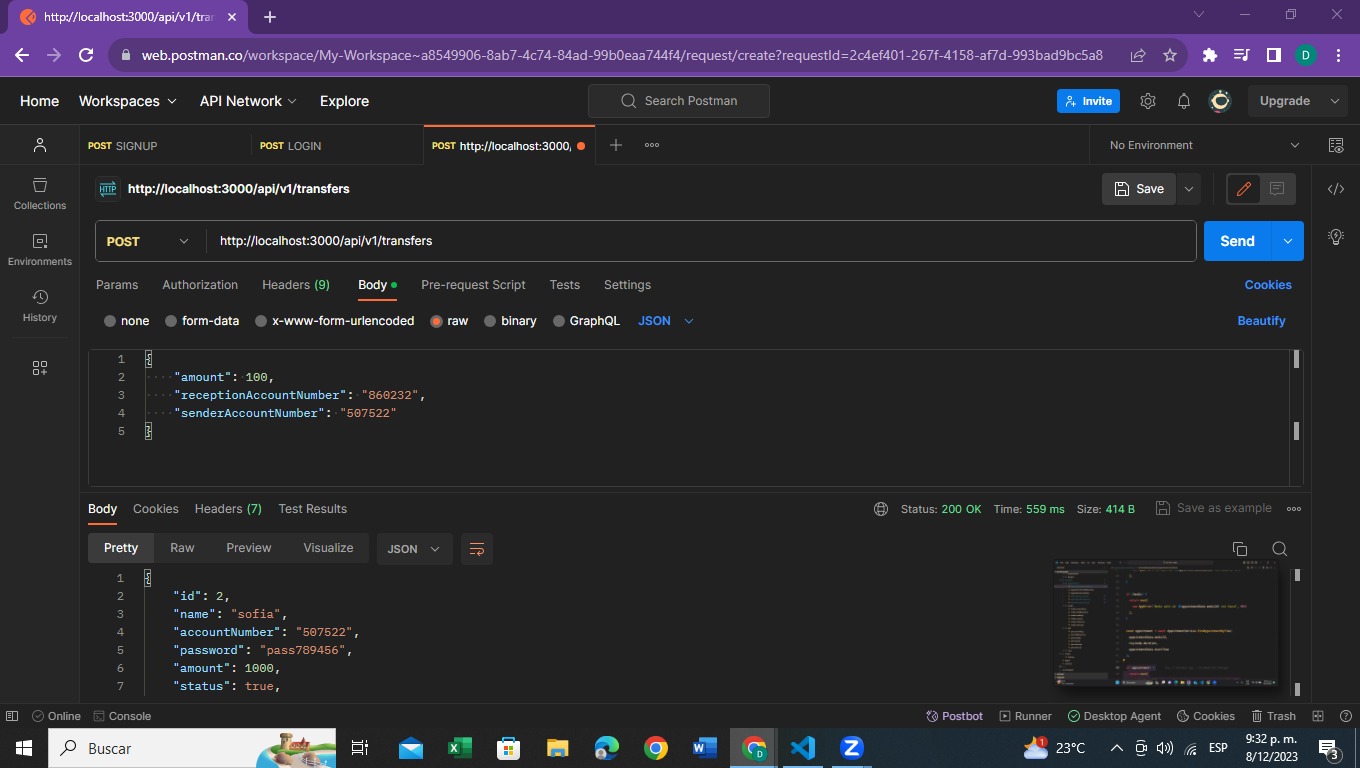 http://localhost:3000/api/v1/tran
web.postman.co/workspace/My-Workspace~a8549906-8ab7-4c74-84ad-99b0eaa744f4/request/create?requestId=2c4ef401-267f-4158-af7d-993bad9bc5a8
D
Home Workspaces API Network Explore Search Postman Invite Upgrade
POST SIGNUP POST LOGIN POST http://localhost:3000, No Environment
HTTP http://localhost:3000/api/v1/transfers Save
Collections
Environments
History
POST http://localhost:3000/api/v1/transfers Send
Params Authorization Headers (9) Body Pre-request Script Tests Settings Cookies
none form-data x-www-form-urlencoded raw binary GraphQL JSON Beautify
1 {
2 "amount": 100,
3 "receptionAccountNumber": "860232",
4 "senderAccountNumber": "507522"
5 }
Body Cookies Headers (7) Test Results Status: 200 OK Time: 559 ms Size: 414 B Save as example
Pretty Raw Preview Visualize JSON
1 {
2 "id": 2,
3 "name": "sofia",
4 "accountNumber": "507522",
5 "password": "pass789456",
6 "amount": 1000,
7 "status": true,
Online Console Postbot Runner Desktop Agent Cookies Trash
Buscar 1 23°C ESP 9:32 p. m.
8/12/2023 3